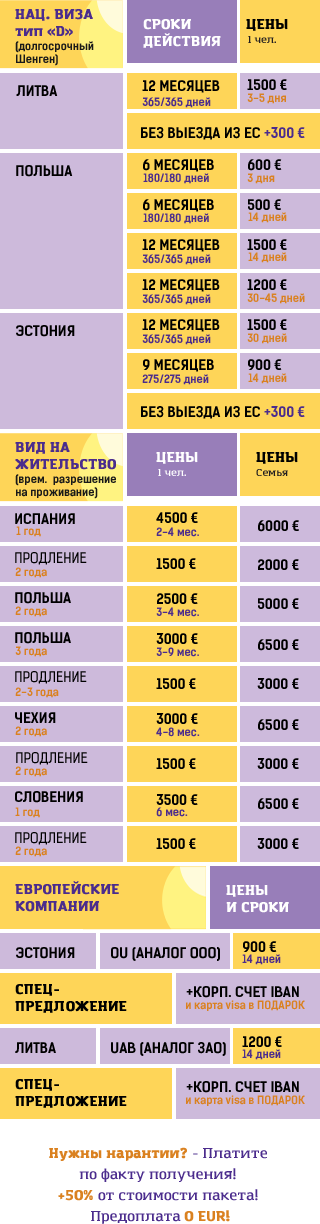 НАЦ. ВИЗА
тип «D»
(долгосрочный
Шенген)
СРОКИ
ДЕЙСТВИЯ
ЦЕНЫ
1 чел.
ЛИТВА
12 МЕСЯЦЕВ
365/365 дней
1500 €
3–5 дня
БЕЗ ВЫЕЗДА ИЗ ЕС +300 €
ПОЛЬША
6 МЕСЯЦЕВ
180/180 дней
600 €
3 дня
6 МЕСЯЦЕВ
180/180 дней
500 €
14 дней
12 МЕСЯЦЕВ
365/365 дней
1500 €
14 дней
12 МЕСЯЦЕВ
365/365 дней
1200 €
30–45 дней
ЭСТОНИЯ
12 МЕСЯЦЕВ
365/365 дней
1500 €
30 дней
9 МЕСЯЦЕВ
275/275 дней
900 €
14 дней
БЕЗ ВЫЕЗДА ИЗ ЕС +300 €
ВИД НА
ЖИТЕЛЬСТВО
(врем. разрешение
на проживание)
ЦЕНЫ
1 чел.
ЦЕНЫ
Семья
ИСПАНИЯ
1 год
4500 €
2–4 мес.
6000 €
ПРОДЛЕНИЕ
2 года
1500 €
2000 €
ПОЛЬША
2 года
2500 €
3–4 мес.
5000 €
ПОЛЬША
3 года
3000 €
3–9 мес.
6500 €
ПРОДЛЕНИЕ
2–3 года
1500 €
3000 €
ЧЕХИЯ
2 года
3000 €
4–8 мес.
6500 €
ПРОДЛЕНИЕ
2 года
1500 €
3000 €
СЛОВЕНИЯ
1 год
3500 €
6 мес.
6500 €
ПРОДЛЕНИЕ
2 года
1500 €
3000 €
ЕВРОПЕЙСКИЕ
КОМПАНИИ
ЦЕНЫ
И СРОКИ
ЭСТОНИЯ
OU (АНАЛОГ ООО)
900 €
14 дней
СПЕЦ-
ПРЕДЛОЖЕНИЕ
+КОРП. СЧЕТ IBAN
и карта visa в ПОДАРОК
ЛИТВА
UAB (АНАЛОГ ЗАО)
1200 €
14 дней
СПЕЦ-
ПРЕДЛОЖЕНИЕ
+КОРП. СЧЕТ IBAN
и карта visa в ПОДАРОК
Нужны нарантии? - Платите
по факту получения!
+50% от стоимости пакета!
Предоплата 0 EUR!